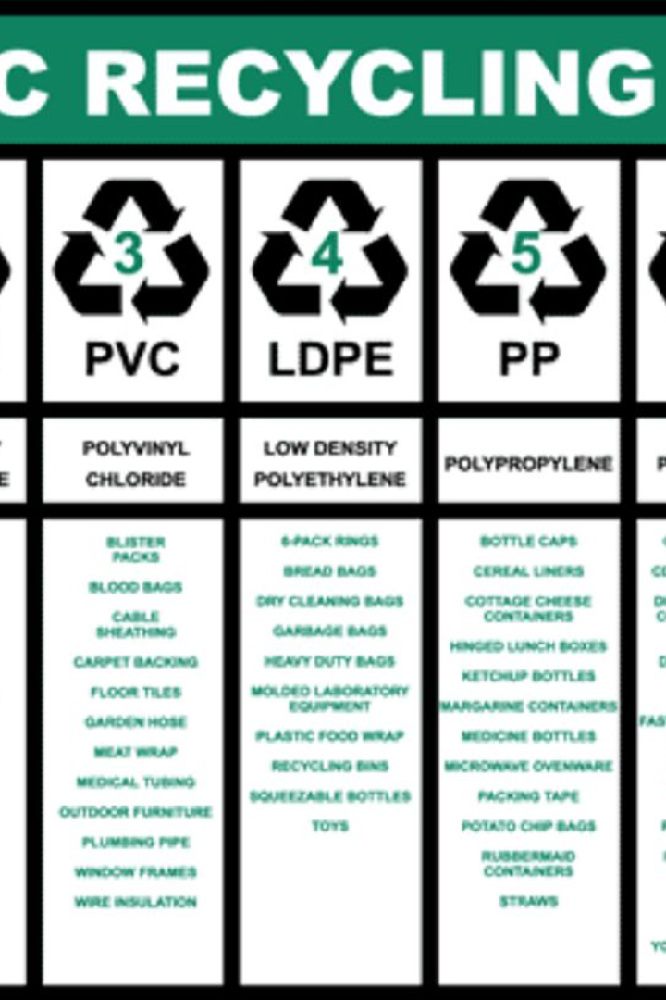 C RECYCLING
3
PVC
POLYVINYL
CHLORIDE
BLISTER
PACKS
BLOOD BAGS
CABLE
SHEATHING
CARPET BACKING
FLOOR TILES
GARDEN HOSE
MEAT WRAP
MEDICAL TUBING
OUTDOOR FURNITURE
PLUMBING PIPE
WINDOW FRAMES
WIRE INSULATION
4
LDPE
LOW DENSITY
POLYETHYLENE
6-PACK RINGS
BREAD BAGS
DRY CLEANING BAGS
GARBAGE BAGS
HEAVY DUTY BAGS
MOLDED LABORATORY
EQUIPMENT
PLASTIC FOOD WRAP
RECYCLING BINS
SQUEEZABLE BOTTLES
TOYS
5
PP
POLYPROPYLENE
BOTTLE CAPS
CEREAL LINERS
COTTAGE CHEESE
CONTAINERS
HINGED LUNCH BOXES
KETCHUP BOTTLES
MARGARINE CONTAINERS
MEDICINE BOTTLES
MICROWAVE OVENWARE
PACKING TAPE
POTATO CHIP BAGS
RUBBERMAID
CONTAINERS
STRAWS